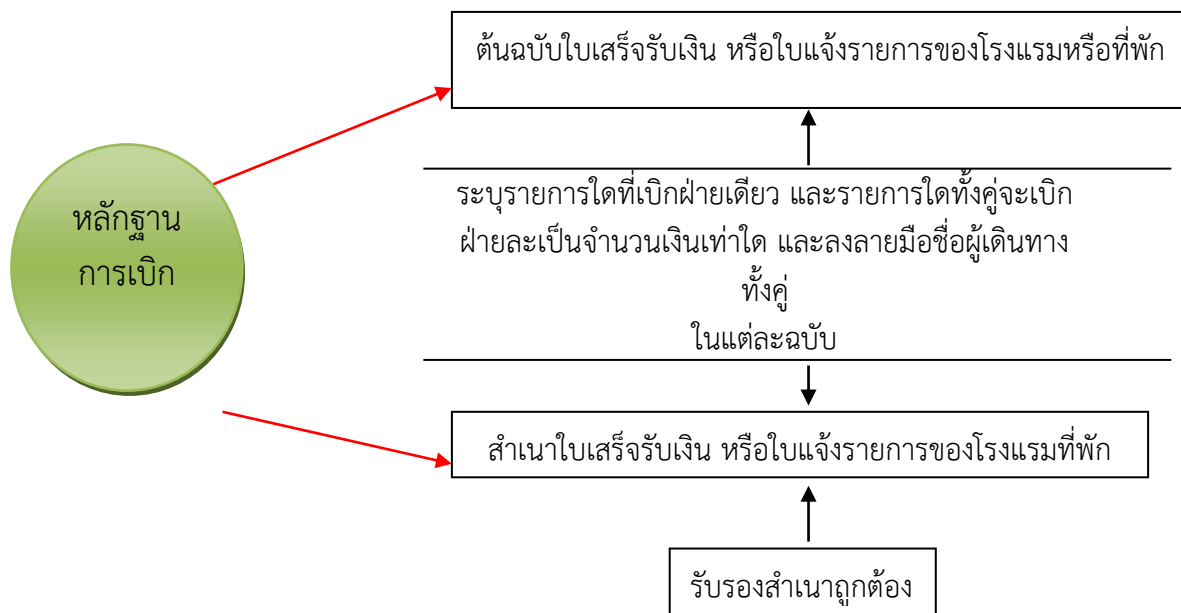 ต้นฉบับใบเสร็จรับเงิน หรือใบแจ้งรายการของโรงแรมหรือที่พัก
หลักฐาน
การเบิก
ระบุรายการใดที่เบิกฝ่ายเดียว และรายการใดทั้งคู่จะเบิก
ฝ่ายละเป็นจำนวนเงินเท่าใด และลงลายมือชื่อผู้เดินทาง
ทั้งคู่
ในแต่ละฉบับ
สำเนาใบเสร็จรับเงิน หรือใบแจ้งรายการของโรงแรมที่พัก
รับรองสำเนาถูกต้อง